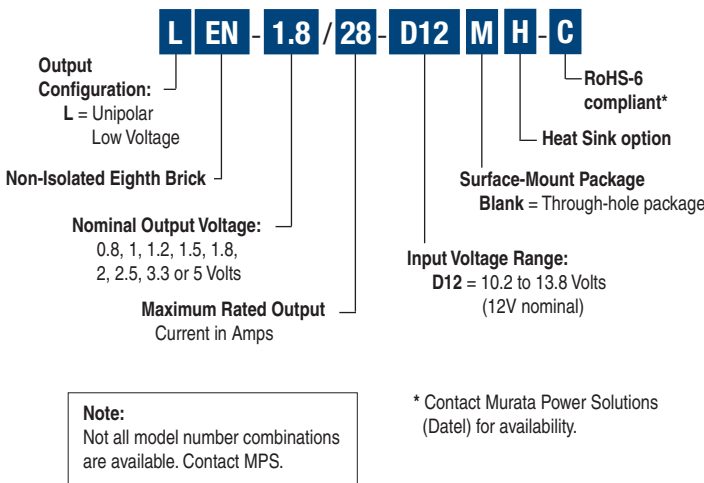 L EN - 1.8 / 28 - D12 M H - C
Output
Configuration:
L = Unipolar
Low Voltage
RoHS-6
compliant*
Heat Sink option
Non-Isolated Eighth Brick
Surface-Mount Package
Blank = Through-hole package
Nominal Output Voltage:
0.8, 1, 1.2, 1.5, 1.8,
2, 2.5, 3.3 or 5 Volts
Input Voltage Range:
D12 = 10.2 to 13.8 Volts
(12V nominal)
Maximum Rated Output
Current in Amps
Note:
Not all model number combinations
are available. Contact MPS.
* Contact Murata Power Solutions
(Datel) for availability.